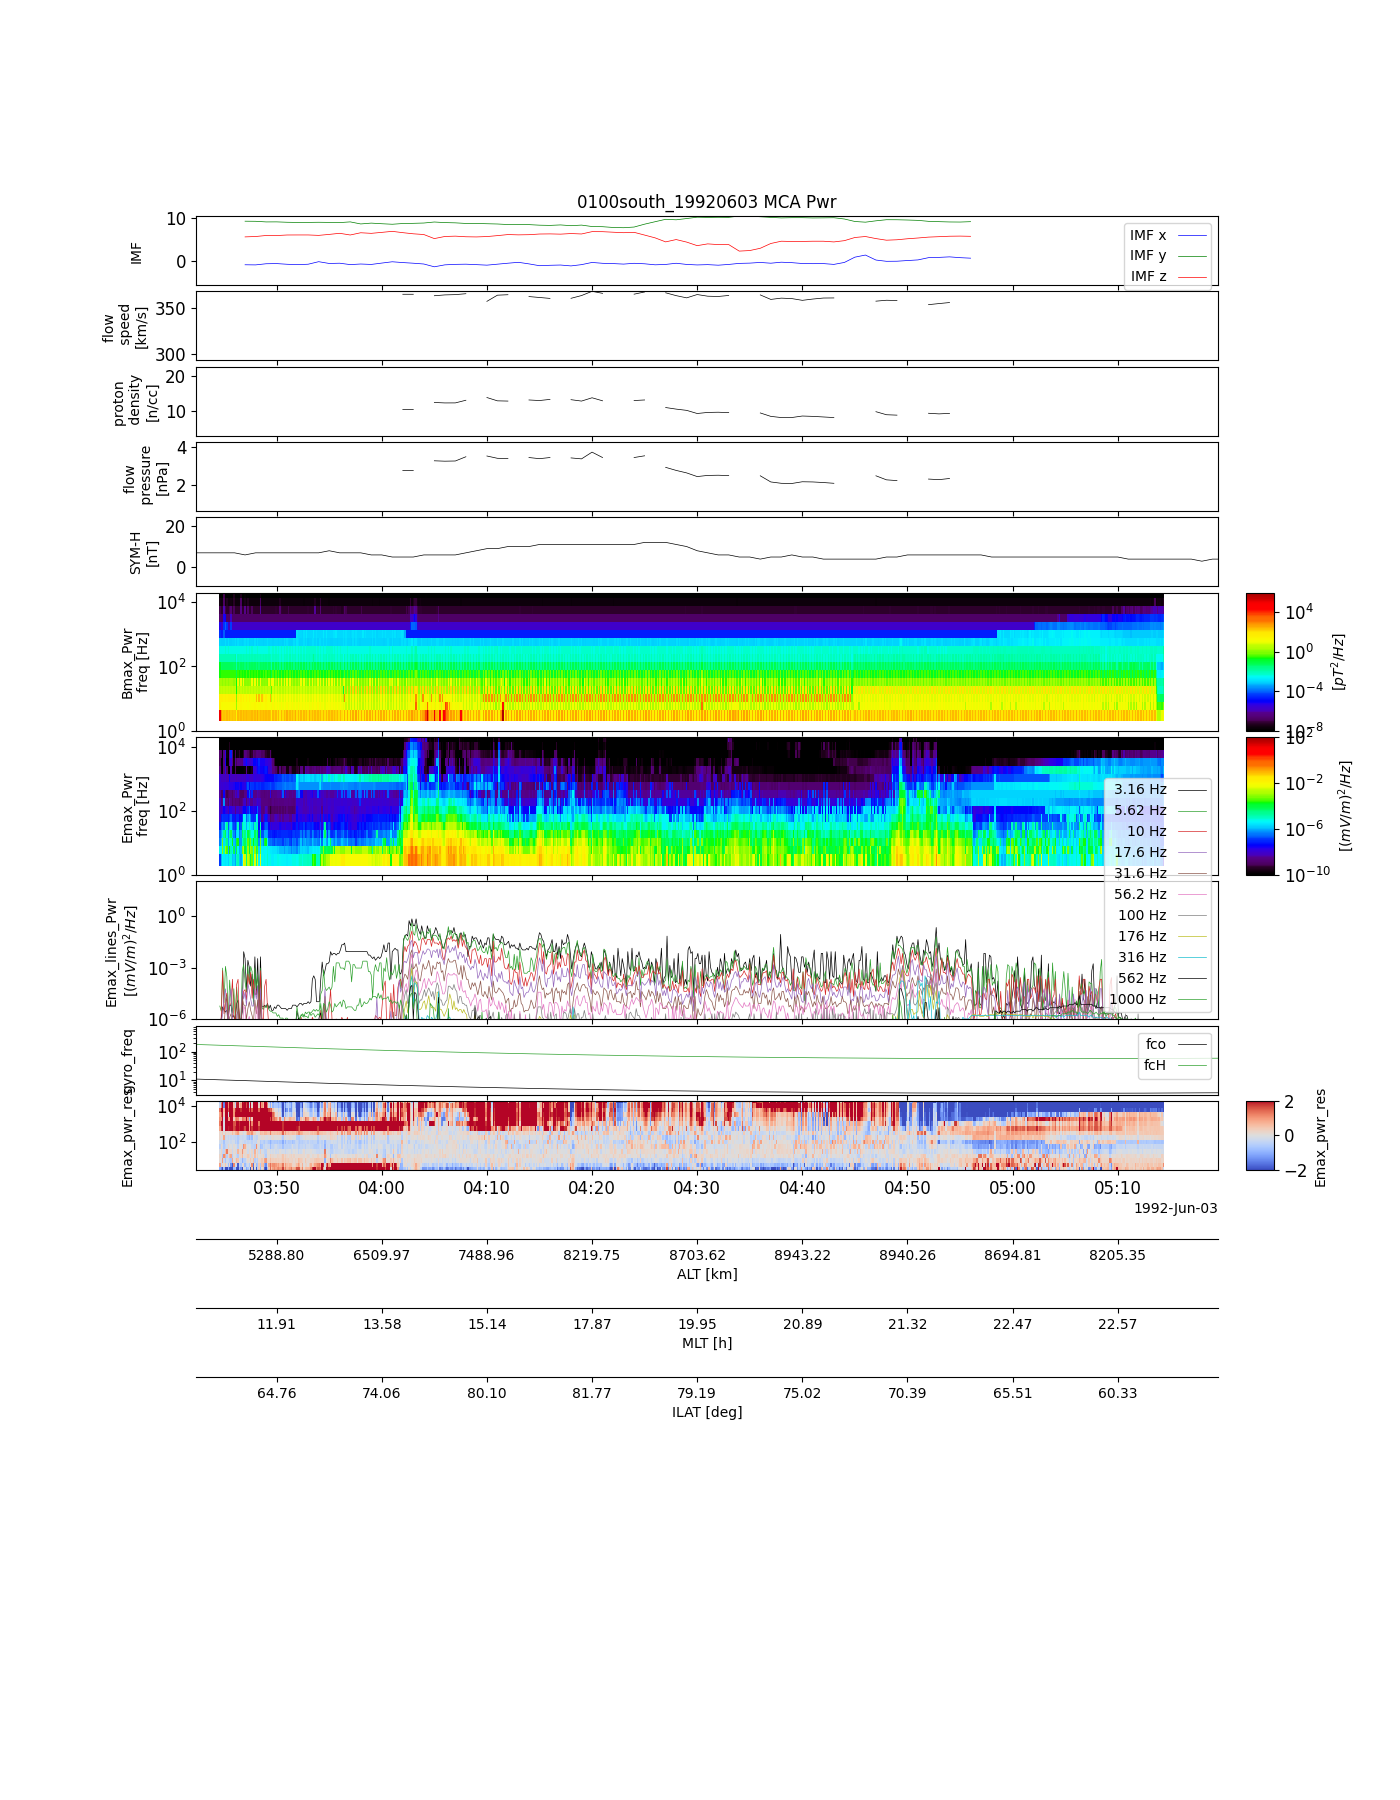 0100south_19920603 MCA Pwr
10
0
IMF
IMF x
IMF y
IMF z
350
300
flow
speed
[km/s]
20
10
proton
density
[n/cc]
4
2
flow
pressure
[nPa]
20
0
SYM-H
[nT]
10^4
10^2
10^0
Bmax_Pwr
freq [Hz]
10^4
10^0
10^-4
10^-8
[pT^2/Hz]
10^4
10^2
10^0
Emax_Pwr
freq [Hz]
10^2
10^-2
10^-6
10^-10
[(mV/m)^2/Hz]
3.16 Hz
5.62 Hz
10 Hz
17.6 Hz
31.6 Hz
56.2 Hz
100 Hz
176 Hz
316 Hz
562 Hz
1000 Hz
10^0
10^-3
10^-6
Emax_lines_Pwr
[(mV/m)^2/Hz]
10^2
10^1
gyro_freq
fco
fcH
10^4
10^2
Emax_pwr_res
2
0
−2
Emax_pwr_res
03:50 04:00 04:10 04:20 04:30 04:40 04:50 05:00 05:10
1992-Jun-03
5288.80 6509.97 7488.96 8219.75 8703.62 8943.22 8940.26 8694.81 8205.35
ALT [km]
11.91 13.58 15.14 17.87 19.95 20.89 21.32 22.47 22.57
MLT [h]
64.76 74.06 80.10 81.77 79.19 75.02 70.39 65.51 60.33
ILAT [deg]